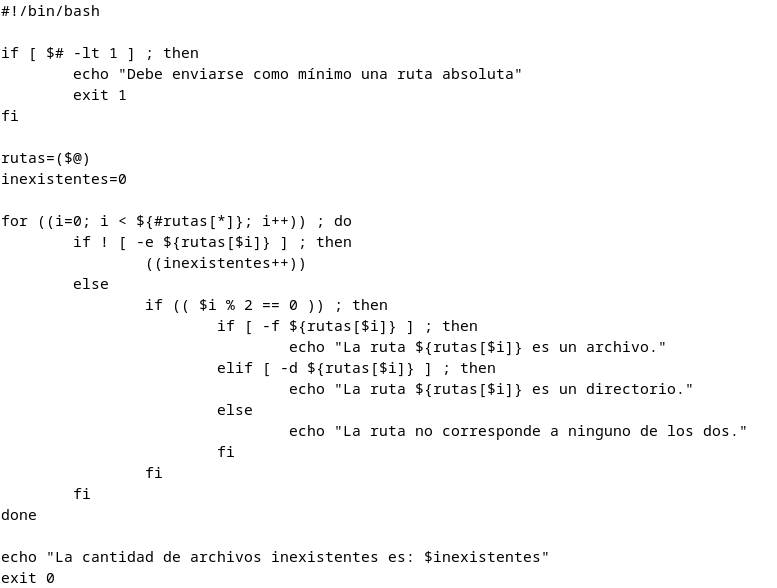 #!/bin/bash

if [ $# -lt 1 ] ; then
        echo "Debe enviarse como mínimo una ruta absoluta"
        exit 1
fi

rutas=($@)
inexistentes=0

for ((i=0; i < ${#rutas[*]}; i++)) ; do
        if ! [ -e ${rutas[$i]} ] ; then
                ((inexistentes++))
        else
                if (( $i % 2 == 0 )) ; then
                        if [ -f ${rutas[$i]} ] ; then
                                echo "La ruta ${rutas[$i]} es un archivo."
                        elif [ -d ${rutas[$i]} ] ; then
                                echo "La ruta ${rutas[$i]} es un directorio."
                        else
                                echo "La ruta no corresponde a ninguno de los dos."
                        fi
                fi
        fi
done

echo "La cantidad de archivos inexistentes es: $inexistentes"
exit 0